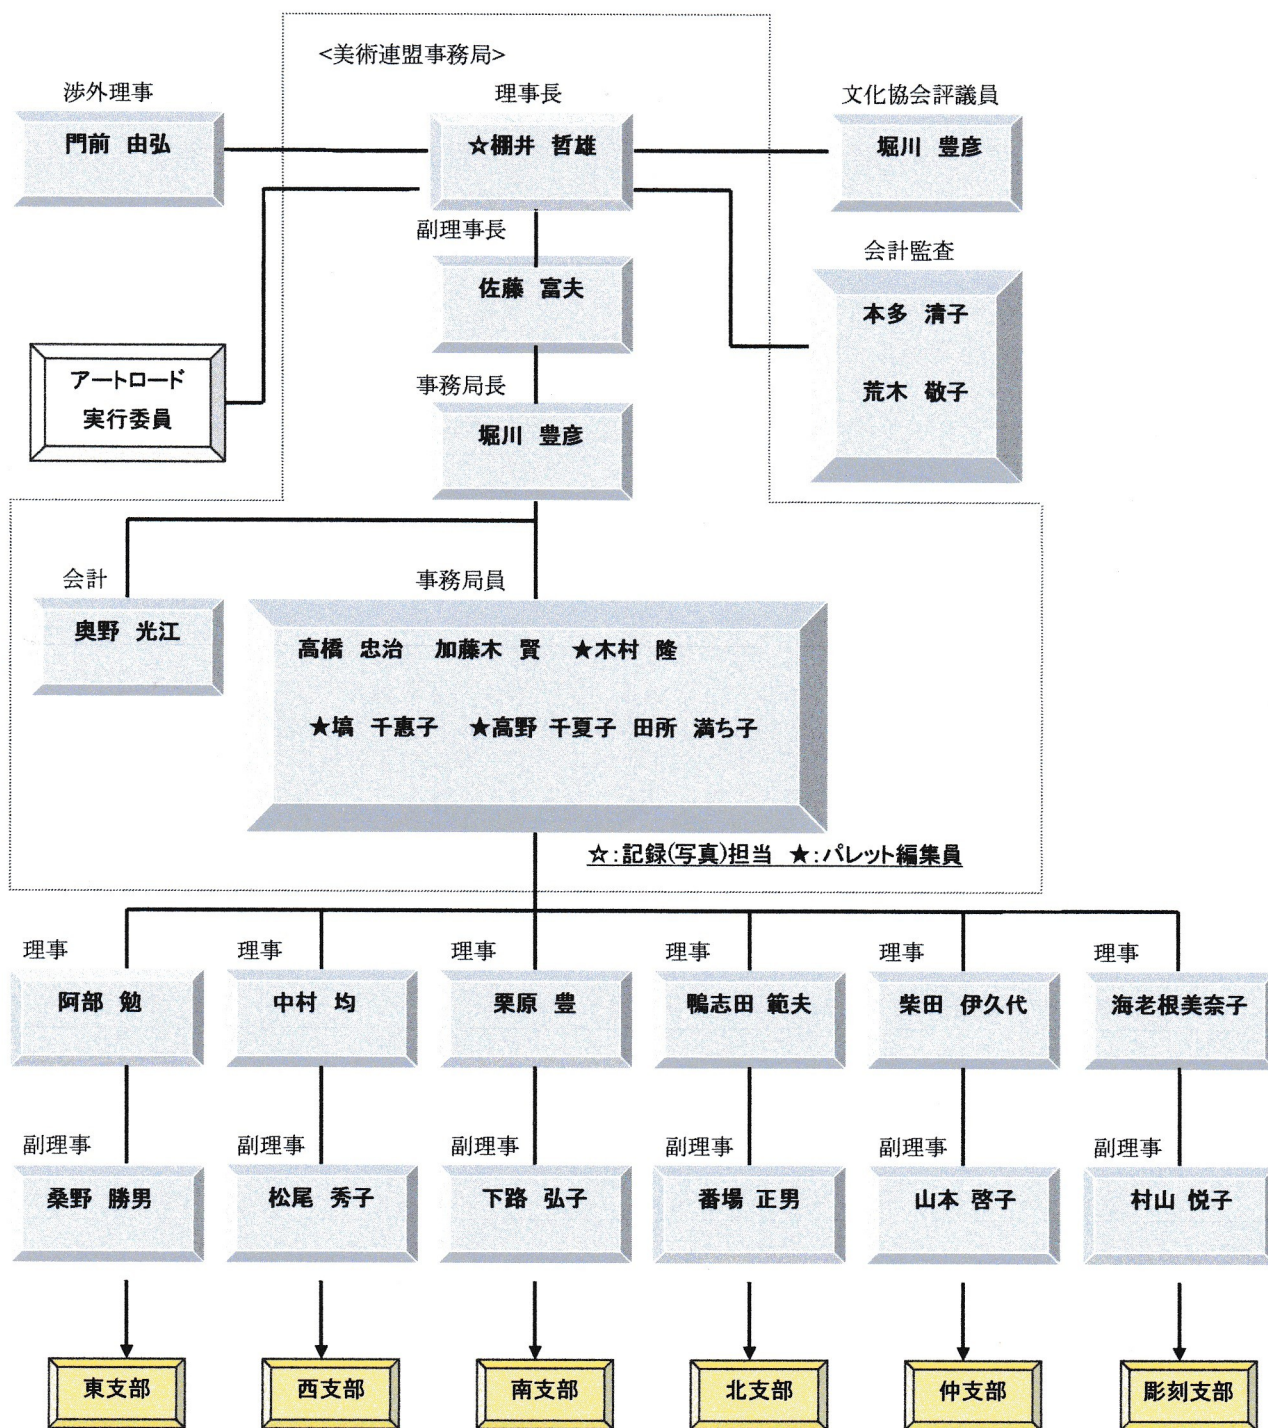 <美術連盟事務局>
渉外理事
理事長
文化協会評議員
門前 由弘
☆棚井 哲雄
堀川 豊彦
副理事長
会計監査
佐藤 富夫
本多 清子
荒木 敬子
アートロード
実行委員
事務局長
堀川 豊彦
会計
事務局員
奥野 光江
高橋 忠治 加藤木 賢 ★木村 隆
★塙 千惠子 ★高野 千夏子 田所 満ち子
☆:記録(写真)担当 ★:パレット編集員
理事 理事 理事 理事 理事 理事
阿部 勉 中村 均 栗原 豊 鴨志田 範夫 柴田 伊久代 海老根美奈子
副理事 副理事 副理事 副理事 副理事 副理事
桑野 勝男 松尾 秀子 下路 弘子 番場 正男 山本 啓子 村山 悦子
東支部 西支部 南支部 北支部 仲支部 彫刻支部